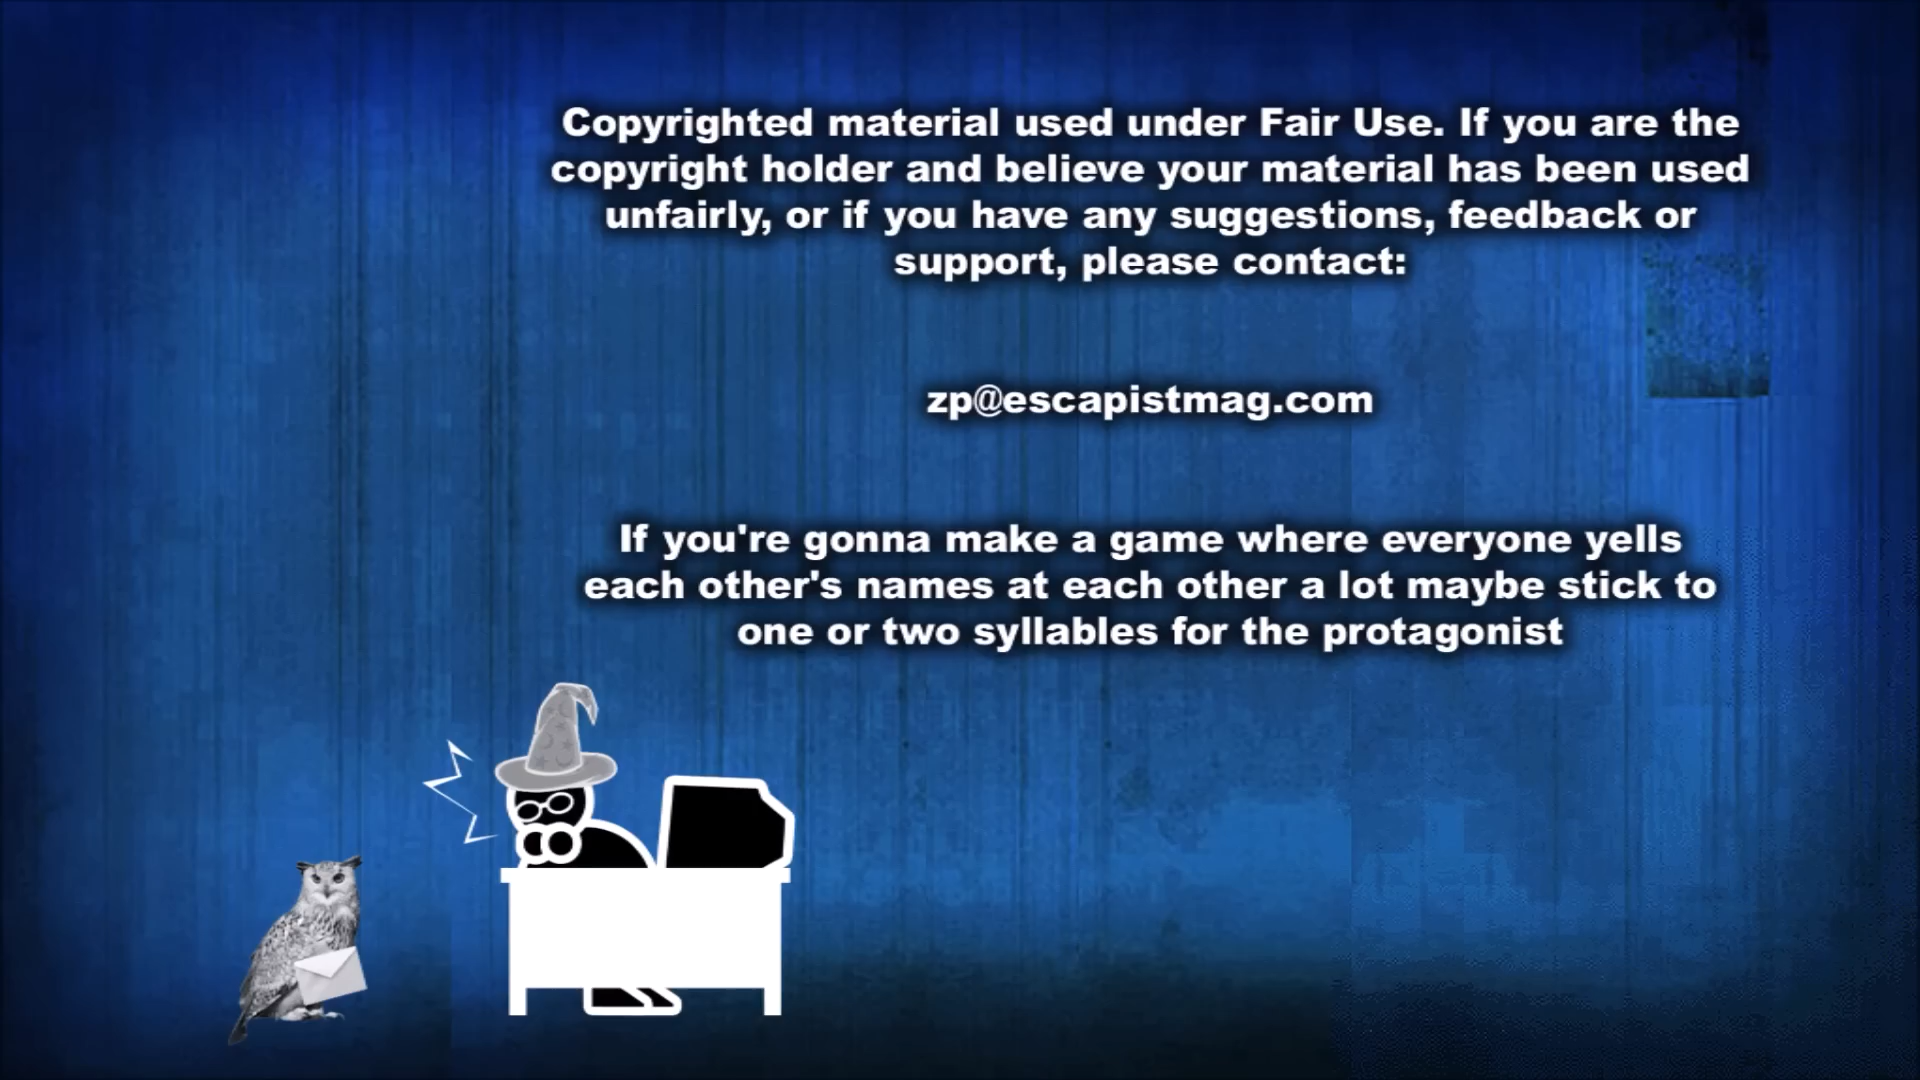 Copyrighted material used under Fair Use. If you are the
copyright holder and believe your material has been used
unfairly, or if you have any suggestions, feedback or
support, please contact:
zp@escapistmag.com
If you're gonna make a game where everyone yells
each other's names at each other a lot maybe stick to
one or two syllables for the protagonist